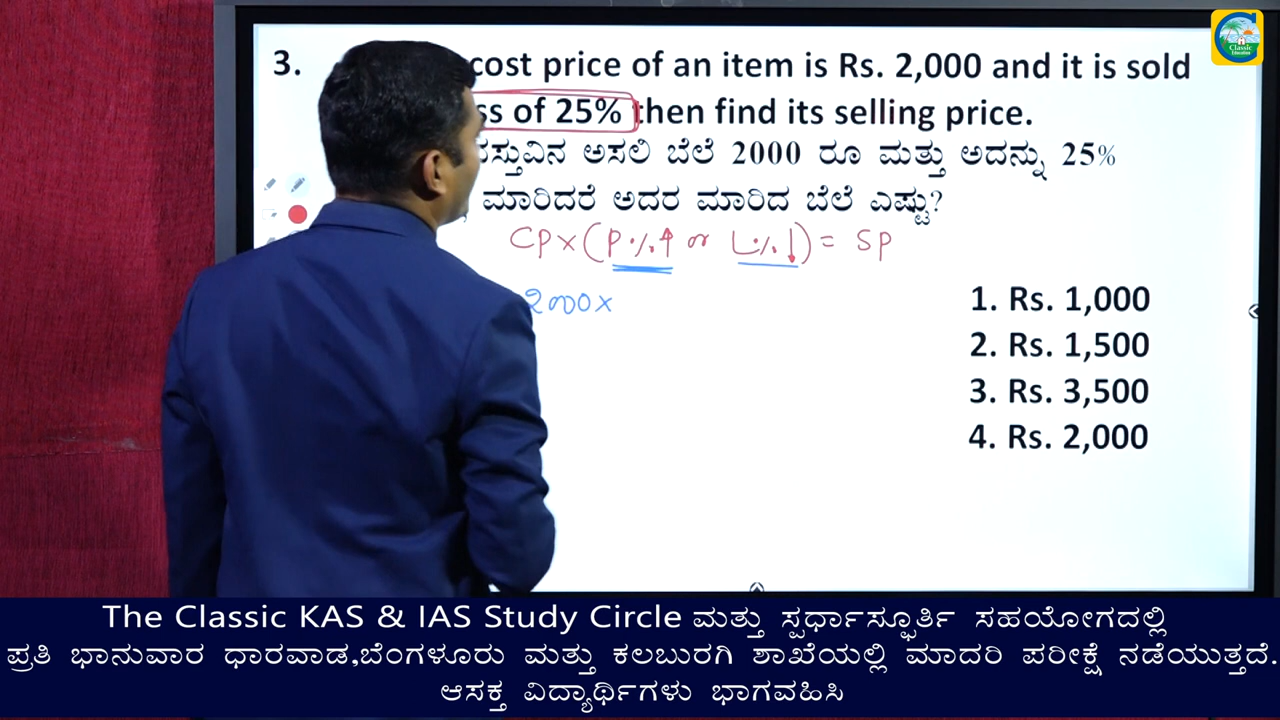 3. cost price of an item is Rs. 2,000 and it is sold
ss of 25% then find its selling price.
ವಸ್ತುವಿನ ಅಸಲಿ ಬೆಲೆ 2000 ರೂ ಮತ್ತು ಅದನ್ನು 25%
ಮಾರಿದರೆ ಅದರ ಮಾರಿದ ಬೆಲೆ ಎಷ್ಟು?
CP×(P%↑ or L%↓) = SP
2000×
1. Rs. 1,000
2. Rs. 1,500
3. Rs. 3,500
4. Rs. 2,000
Classic
Education
The Classic KAS & IAS Study Circle ಮತ್ತು ಸ್ಪರ್ಧಾಸ್ಫೂರ್ತಿ ಸಹಯೋಗದಲ್ಲಿ
ಪ್ರತಿ ಭಾನುವಾರ ಧಾರವಾಡ,ಬೆಂಗಳೂರು ಮತ್ತು ಕಲಬುರಗಿ ಶಾಖೆಯಲ್ಲಿ ಮಾದರಿ ಪರೀಕ್ಷೆ ನಡೆಯುತ್ತದೆ.
ಆಸಕ್ತ ವಿದ್ಯಾರ್ಥಿಗಳು ಭಾಗವಹಿಸಿ